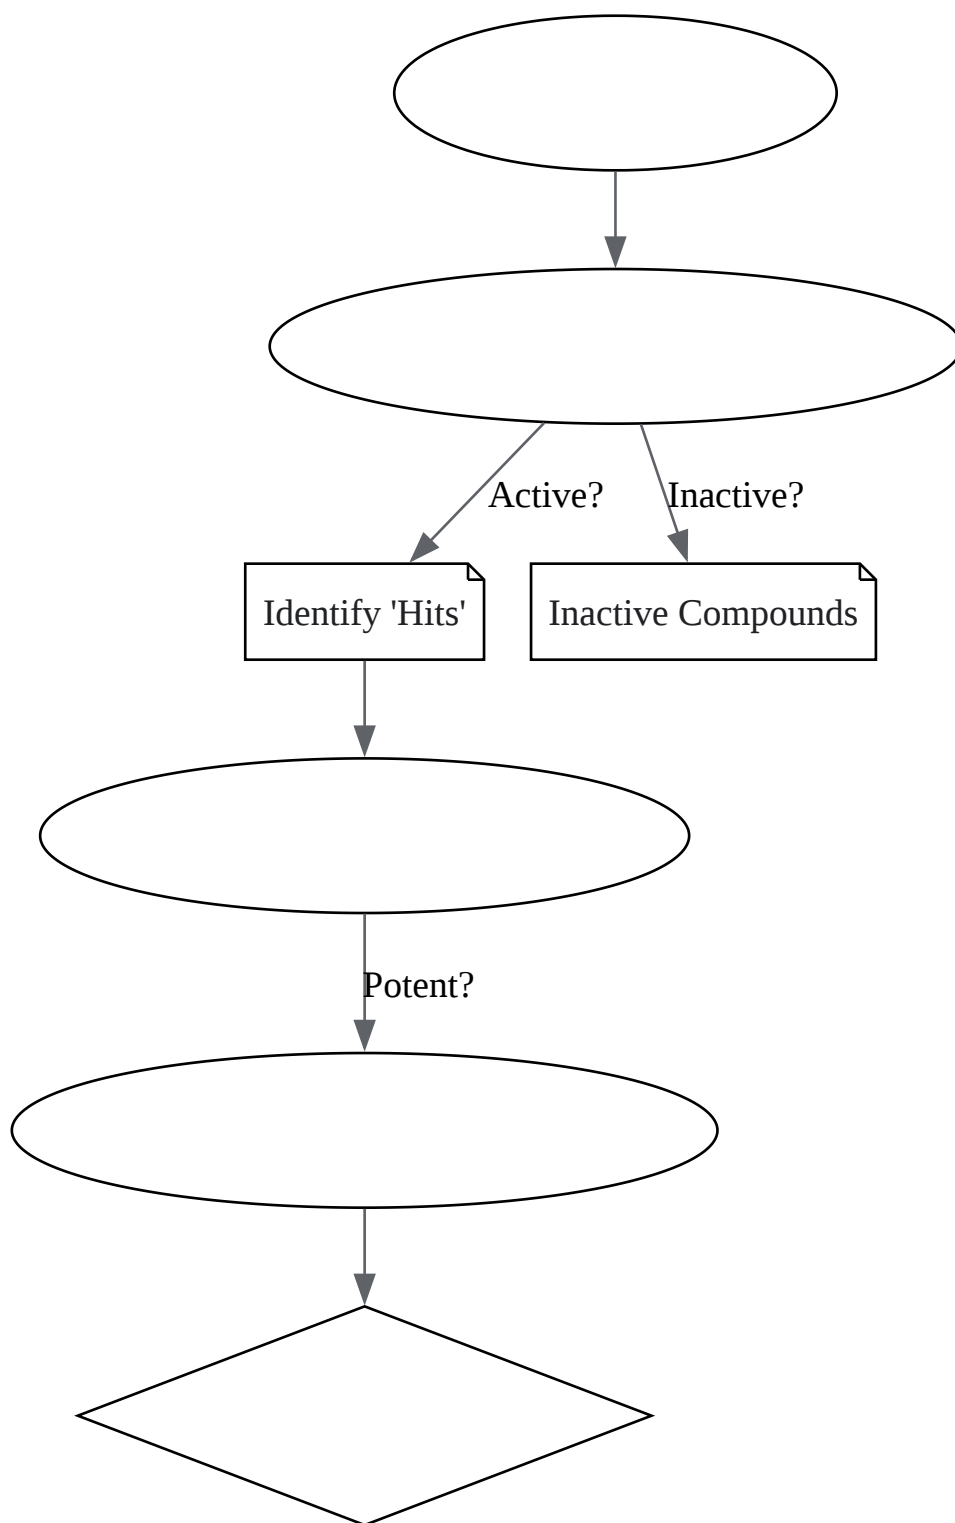 Active?
Inactive?
Identify 'Hits'
Inactive Compounds
Potent?